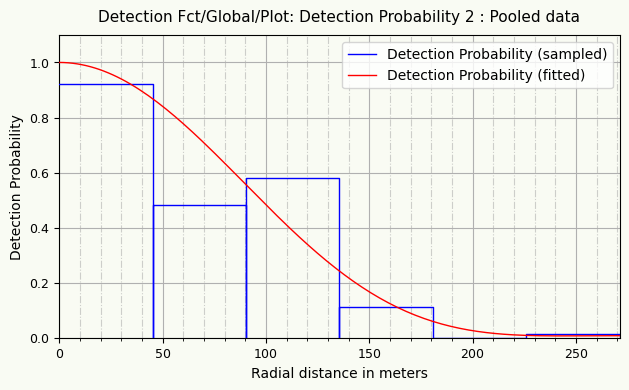 Detection Fct/Global/Plot: Detection Probability 2 : Pooled data
Detection Probability (sampled)
Detection Probability (fitted)
Detection Probability
1.0
0.8
0.6
0.4
0.2
0.0
0 50 100 150 200 250
Radial distance in meters